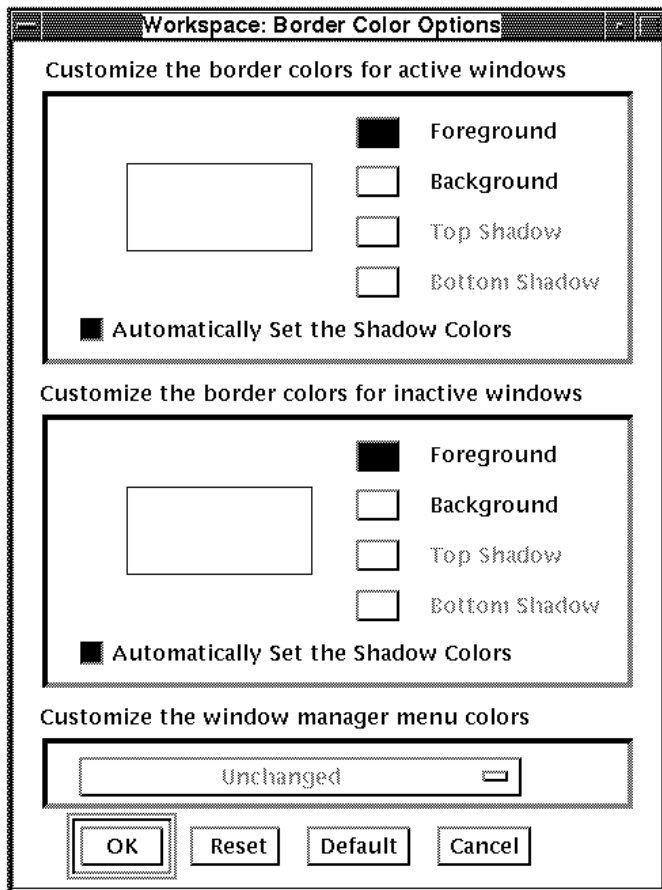 Workspace: Border Color Options
Customize the border colors for active windows
Foreground
Background
Top Shadow
Bottom Shadow
Automatically Set the Shadow Colors
Customize the border colors for inactive windows
Foreground
Background
Top Shadow
Bottom Shadow
Automatically Set the Shadow Colors
Customize the window manager menu colors
Unchanged
OK Reset Default Cancel